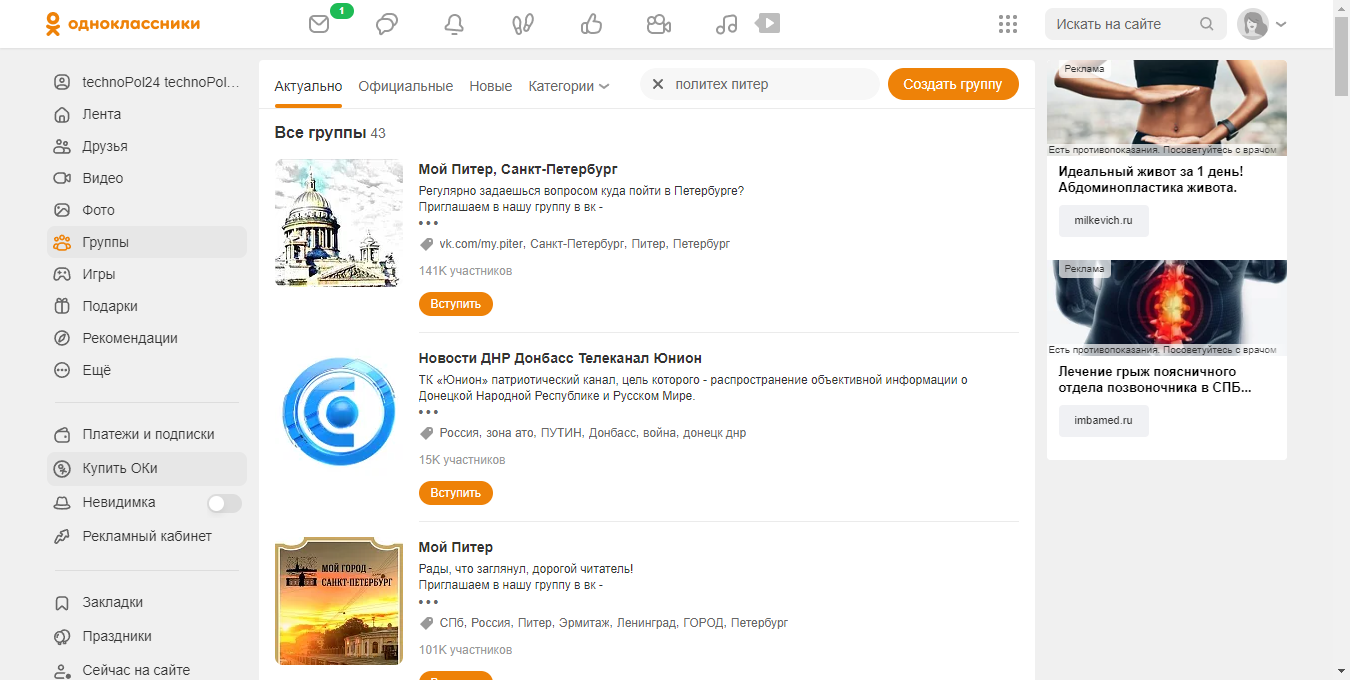 одноклассники
1
Искать на сайте
technoPol24 technoPol…
Лента
Друзья
Видео
Фото
Группы
Игры
Подарки
Рекомендации
Ещё
Платежи и подписки
Купить ОКи
Невидимка
Рекламный кабинет
Закладки
Праздники
Сейчас на сайте
Актуально
Официальные
Новые
Категории
политех питер
Создать группу
Все группы 43
Мой Питер, Санкт-Петербург
Регулярно задаешься вопросом куда пойти в Петербурге?
Приглашаем в нашу группу в вк -
vk.com/my.piter, Санкт-Петербург, Питер, Петербург
141K участников
Вступить
Новости ДНР Донбасс Телеканал Юнион
ТК «Юнион» патриотический канал, цель которого - распространение объективной информации о
Донецкой Народной Республике и Русском Мире.
Россия, зона ато, ПУТИН, Донбасс, война, донецк днр
15K участников
Вступить
МОЙ ГОРОД -
САНКТ-ПЕТЕРБУРГ
Мой Питер
Рады, что заглянул, дорогой читатель!
Приглашаем в нашу группу в вк -
СПб, Россия, Питер, Эрмитаж, Ленинград, ГОРОД, Петербург
101K участников
Реклама
Есть противопоказания. Посоветуйтесь с врачом
Идеальный живот за 1 день!
Абдоминопластика живота.
milkevich.ru
Реклама
Есть противопоказания. Посоветуйтесь с врачом
Лечение грыж поясничного
отдела позвоночника в СПБ...
imbamed.ru